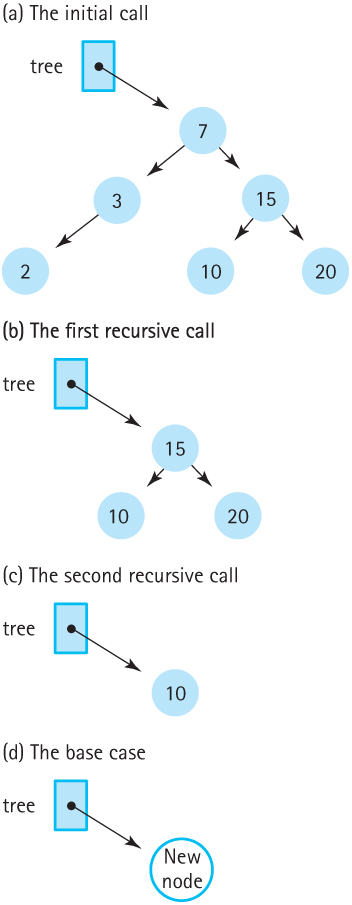 (a) The initial call
tree
7
3
15
2
10
20
(b) The first recursive call
tree
15
10
20
(c) The second recursive call
tree
10
(d) The base case
tree
New
node